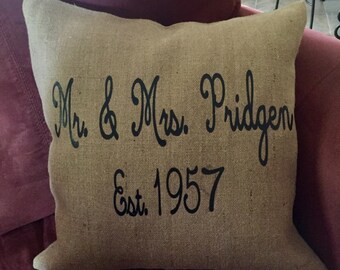 Mr. & Mrs. Pridgen
Est. 1957